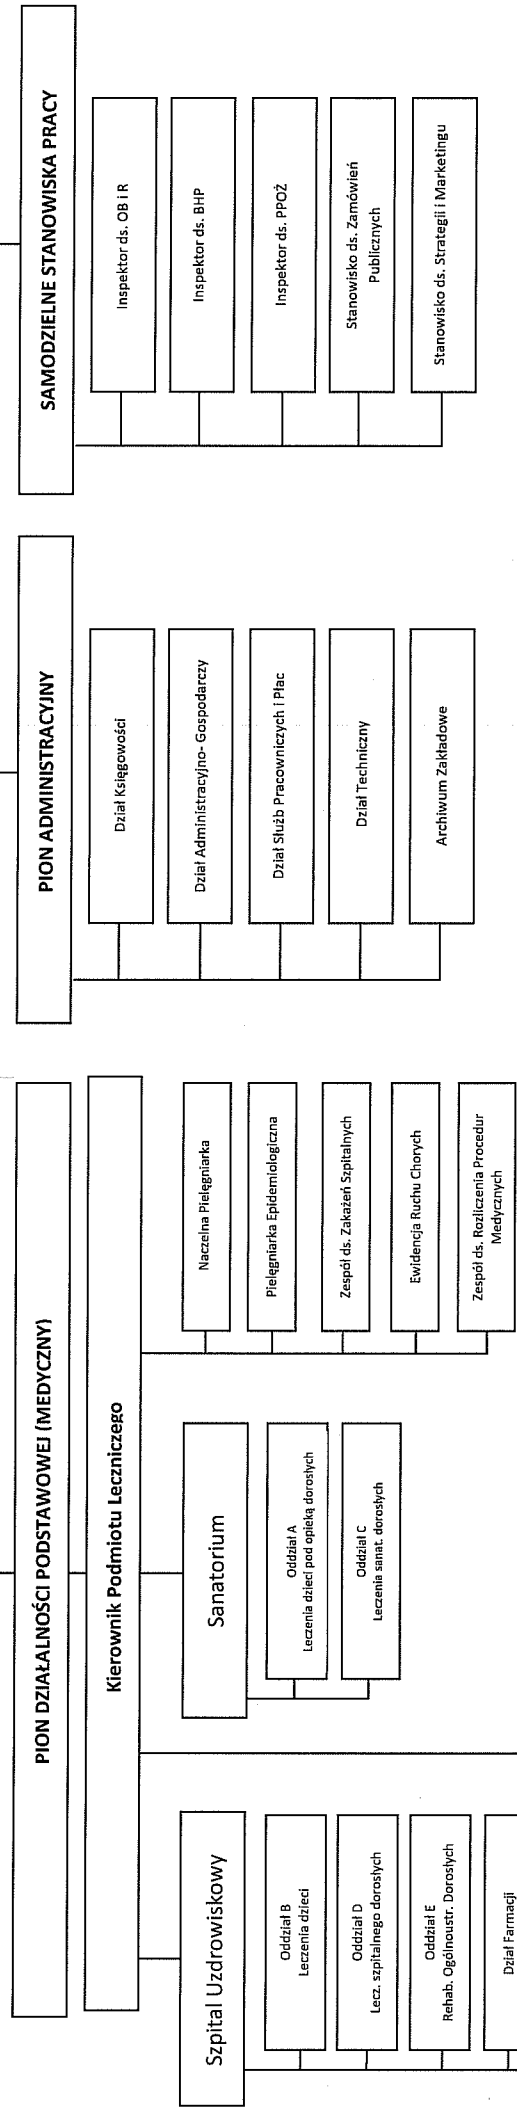 PION DZIAŁALNOŚCI PODSTAWOWEJ (MEDYCZNY)
Kierownik Podmiotu Leczniczego
Szpital Uzdrowiskowy
Oddział B
Leczenia dzieci
Oddział D
Lecz. szpitalnego dorosłych
Oddział E
Rehab. Ogólnoustr. Dorosłych
Dział Farmacji
Sanatorium
Oddział A
Leczenia dzieci pod opieką dorosłych
Oddział C
Leczenia sanat. dorosłych
Naczelna Pielęgniarka
Pielęgniarka Epidemiologiczna
Zespół ds. Zakażeń Szpitalnych
Ewidencja Ruchu Chorych
Zespół ds. Rozliczenia Procedur
Medycznych
PION ADMINISTRACYJNY
Dział Księgowości
Dział Administracyjno- Gospodarczy
Dział Służb Pracowniczych i Płac
Dział Techniczny
Archiwum Zakładowe
SAMODZIELNE STANOWISKA PRACY
Inspektor ds. OB i R
Inspektor ds. BHP
Inspektor ds. PPOŻ
Stanowisko ds. Zamówień
Publicznych
Stanowisko ds. Strategii i Marketingu